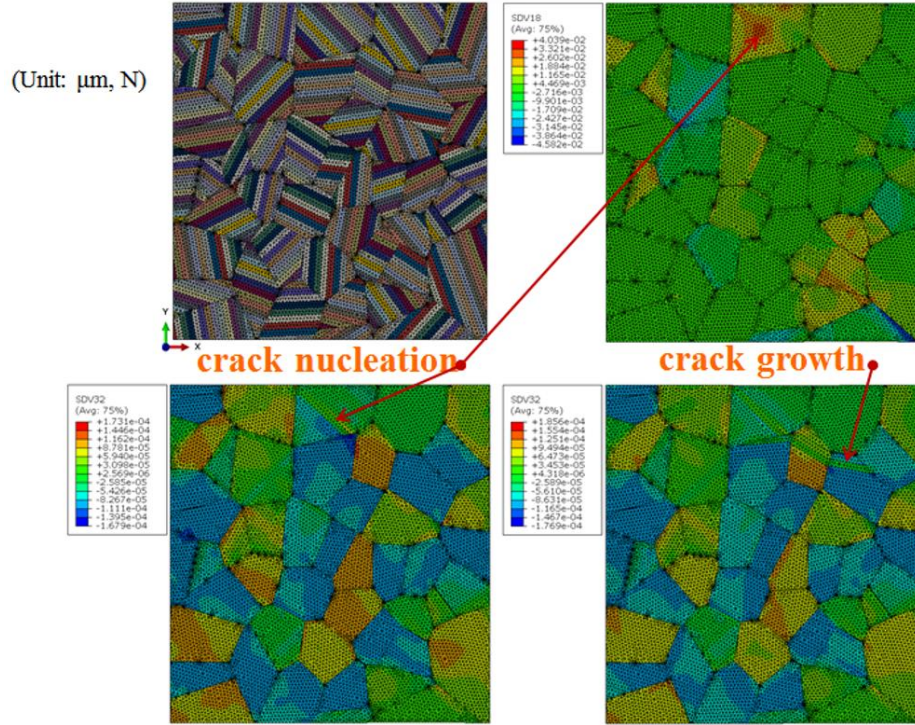 (Unit: μm, N)
SDV18
(Avg: 75%)
+4.039e-02
+3.321e-02
+2.602e-02
+1.884e-02
+1.165e-02
+4.469e-03
-2.716e-03
-9.901e-03
-1.709e-02
-2.427e-02
-3.145e-02
-3.864e-02
-4.582e-02
Y
X
crack nucleation
crack growth
SDV32
(Avg: 75%)
+1.731e-04
+1.446e-04
+1.162e-04
+8.781e-05
+5.940e-05
+3.098e-05
+2.569e-06
-2.585e-05
-5.426e-05
-8.267e-05
-1.111e-04
-1.395e-04
-1.679e-04
SDV32
(Avg: 75%)
+1.856e-04
+1.554e-04
+1.251e-04
+9.494e-05
+6.473e-05
+3.453e-05
+4.318e-06
-2.589e-05
-5.610e-05
-8.631e-05
-1.165e-04
-1.467e-04
-1.769e-04